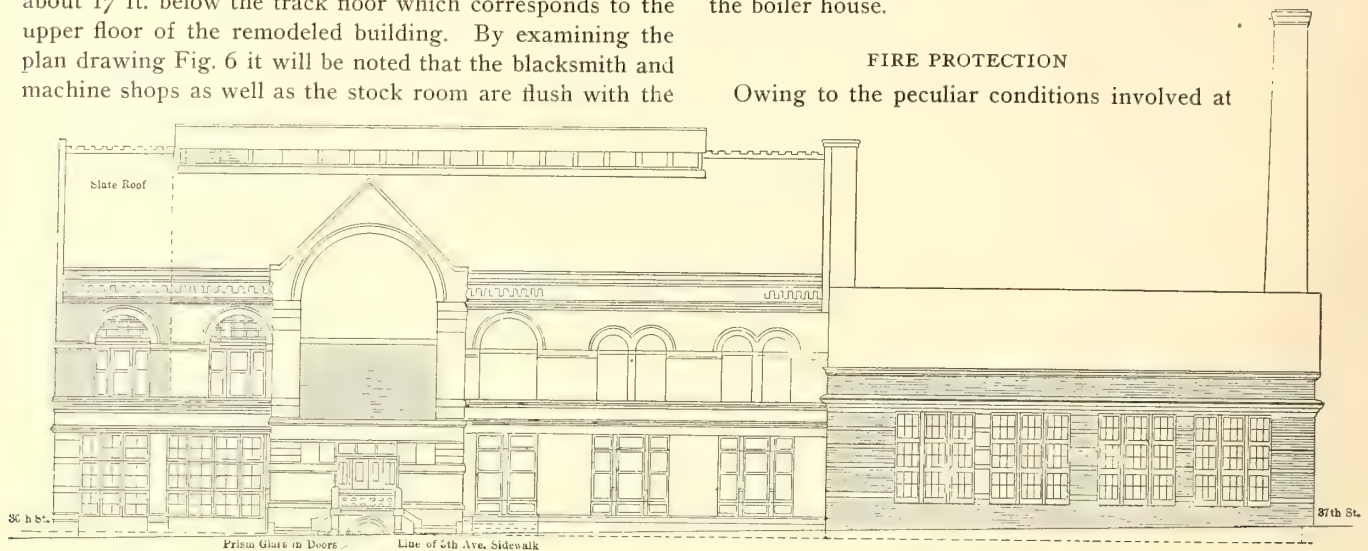 about 17 ft. below the track floor which corresponds to the
upper floor of the remodeled building. By examining the
plan drawing Fig. 6 it will be noted that the blacksmith and
machine shops as well as the stock room are flush with the
the boiler house.
FIRE PROTECTION
Owing to the peculiar conditions involved at
Slate Roof
36 h St.
37th St.
Prism Glass in Doors
Line of 5th Ave. Sidewalk